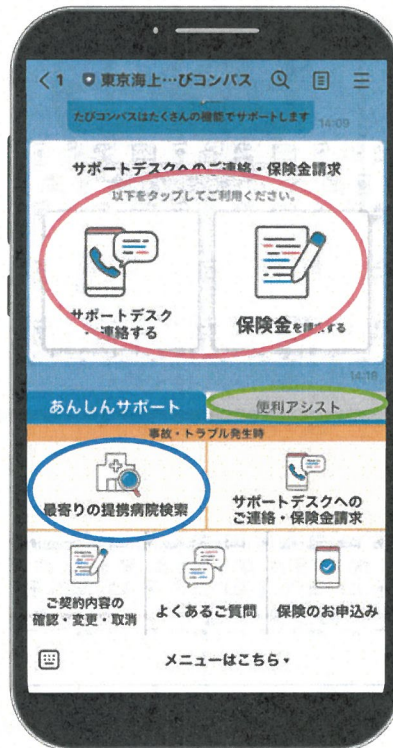 ＜1 東京海上…びコンパス
たびコンパスはたくさんの機能でサポートします
14:09
サポートデスクへのご連絡・保険金請求
以下をタップしてご利用ください。
サポートデスク
へ連絡する
保険金を請求する
14:18
あんしんサポート
便利アシスト
事故・トラブル発生時
最寄りの提携病院検索
サポートデスクへの
ご連絡・保険金請求
ご契約内容の
確認・変更・取消
よくあるご質問
保険のお申込み
メニューはこちら▾